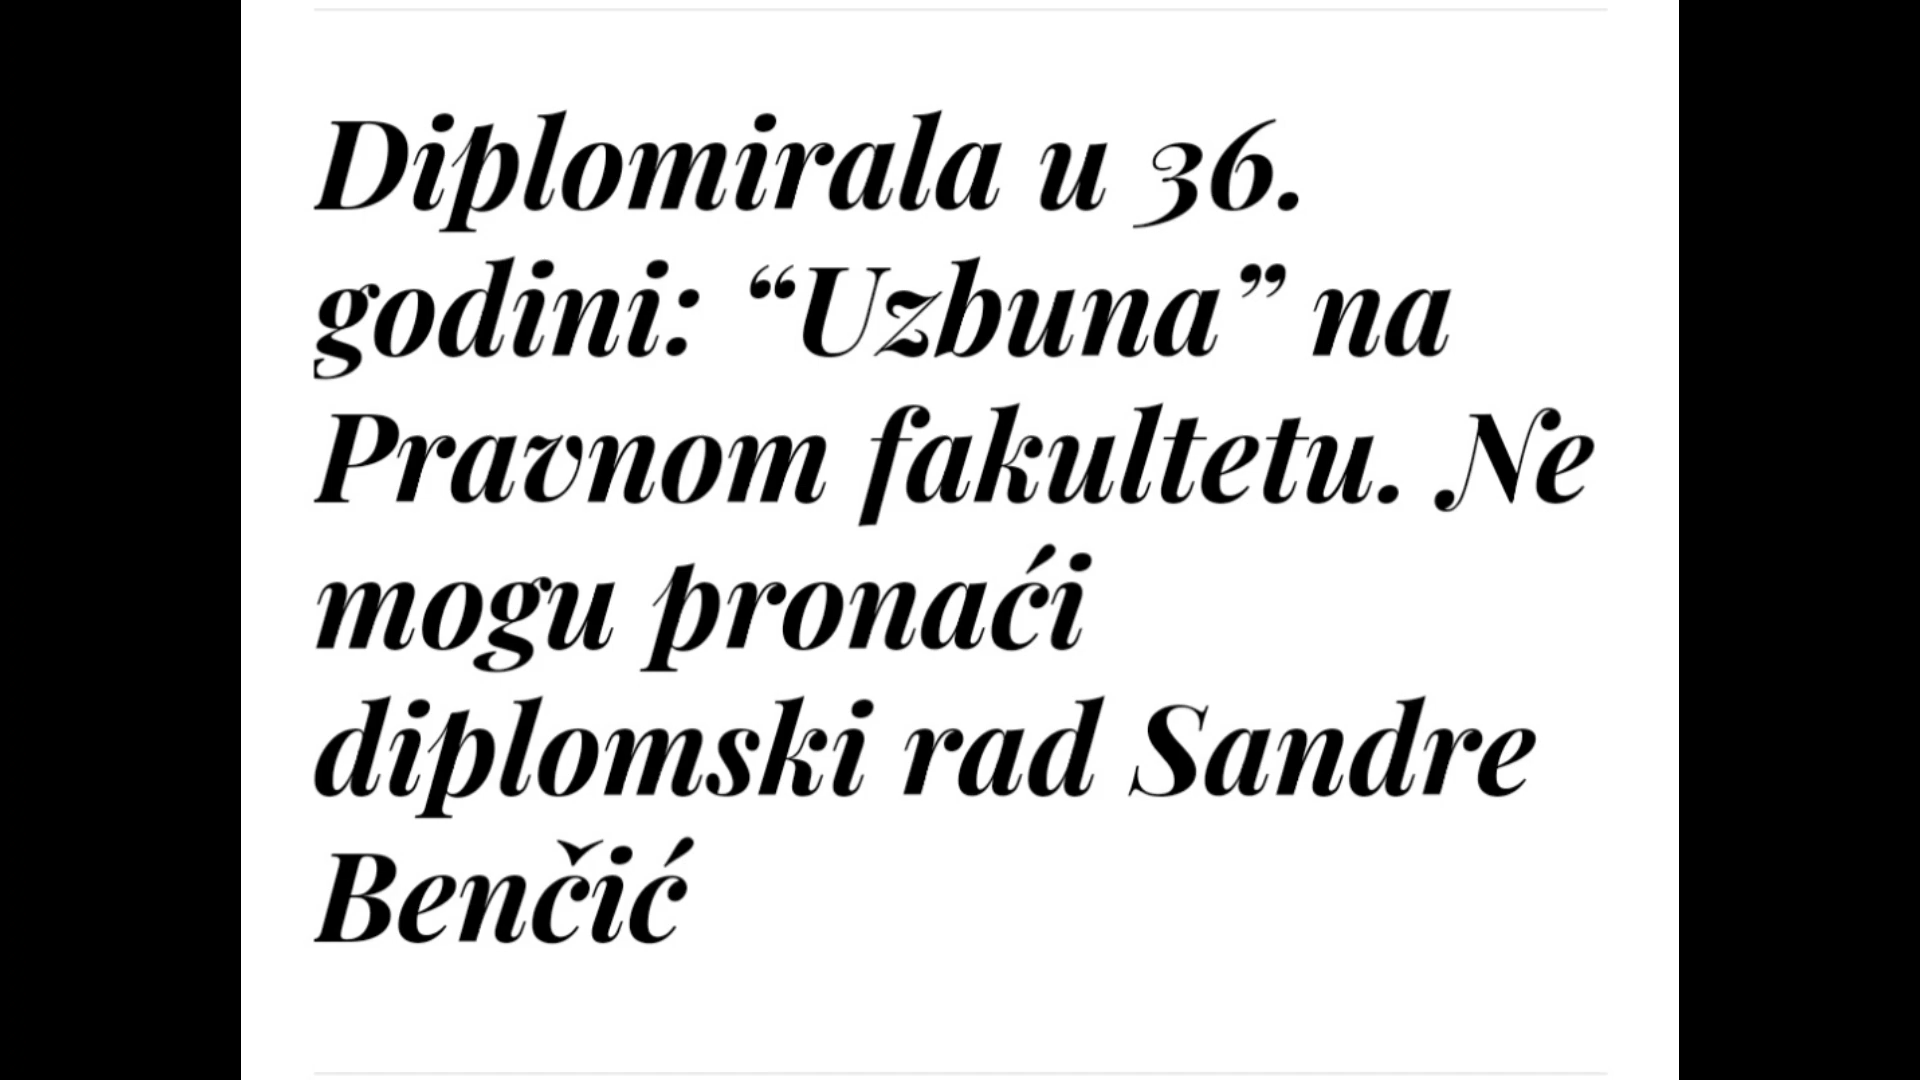 Diplomirala u 36.
godini: “Uzbuna” na
Pravnom fakultetu. Ne
mogu pronaći
diplomski rad Sandre
Benčić